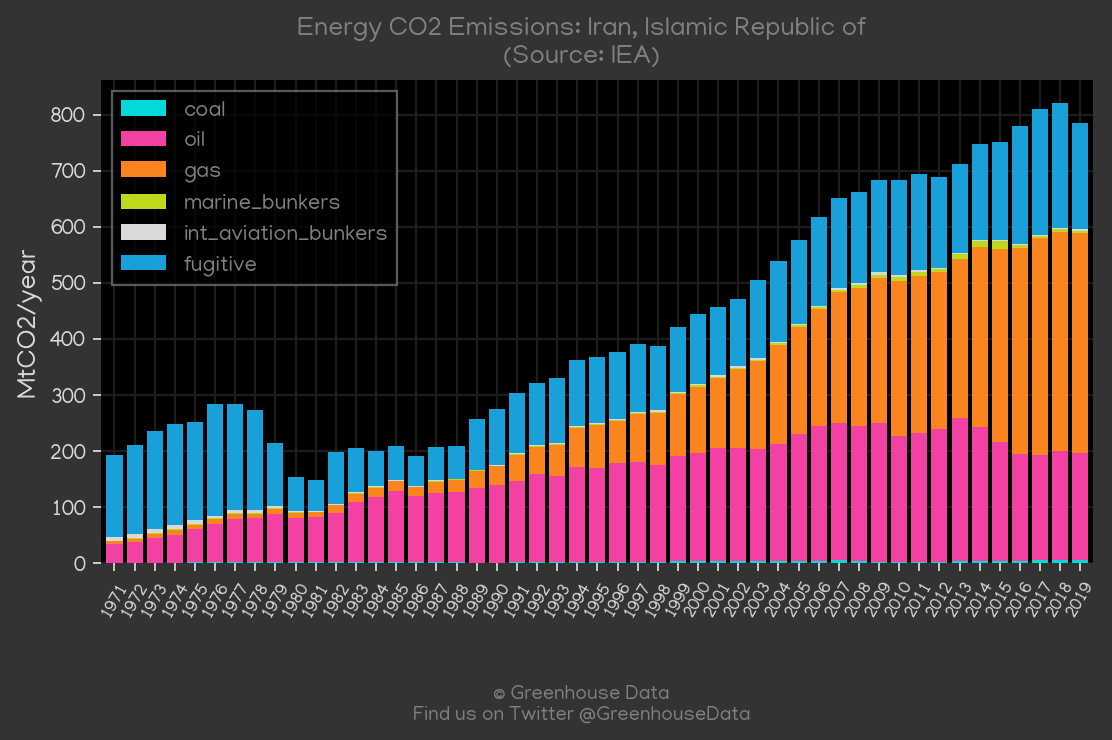 Energy CO2 Emissions: Iran, Islamic Republic of
(Source: IEA)
coal
oil
gas
marine_bunkers
int_aviation_bunkers
fugitive
MtCO2/year
800
700
600
500
400
300
200
100
0
1971 1972 1973 1974 1975 1976 1977 1978 1979 1980 1981 1982 1983 1984 1985 1986 1987 1988 1989 1990 1991 1992 1993 1994 1995 1996 1997 1998 1999 2000 2001 2002 2003 2004 2005 2006 2007 2008 2009 2010 2011 2012 2013 2014 2015 2016 2017 2018 2019
© Greenhouse Data
Find us on Twitter @GreenhouseData